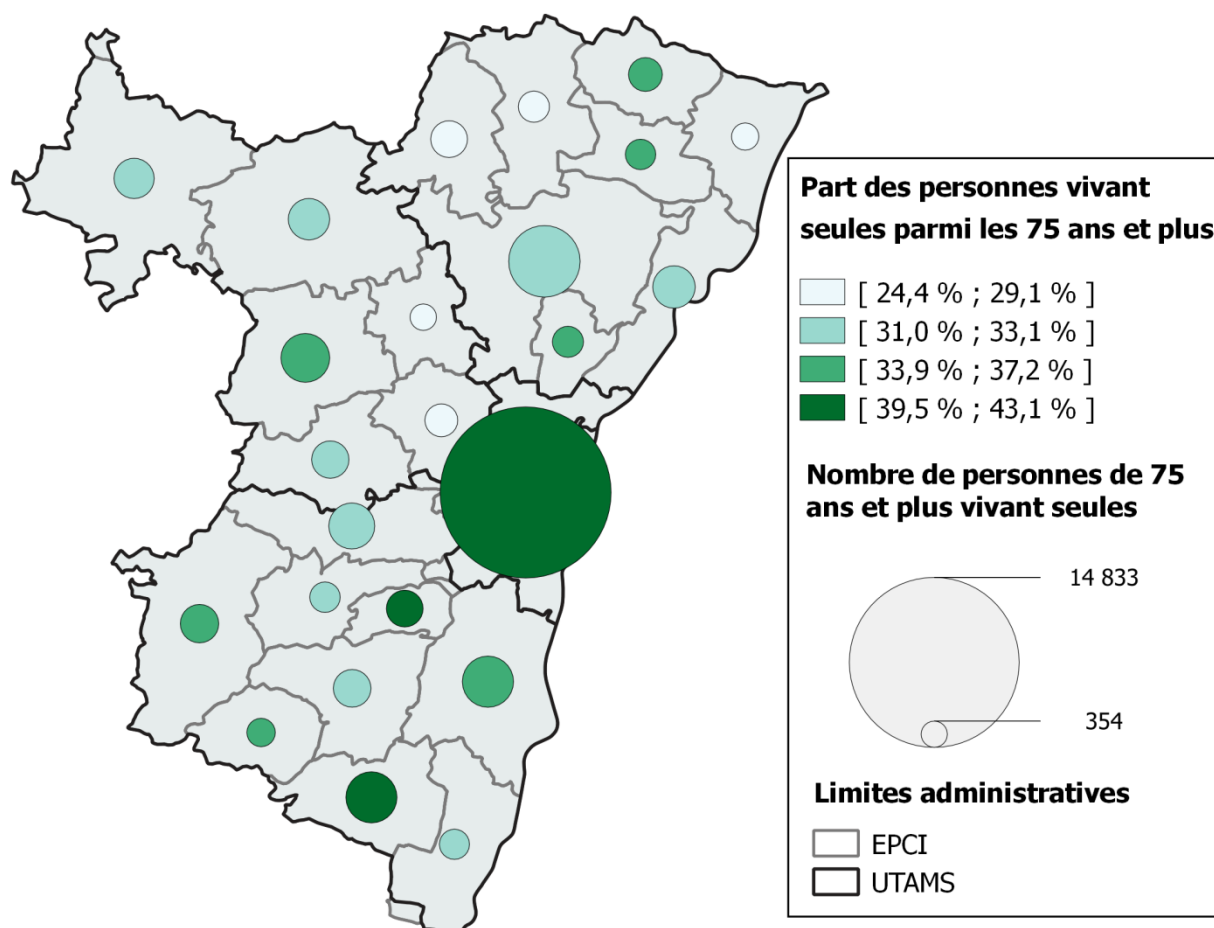 Part des personnes vivant
seules parmi les 75 ans et plus
[ 24,4 % ; 29,1 % ]
[ 31,0 % ; 33,1 % ]
[ 33,9 % ; 37,2 % ]
[ 39,5 % ; 43,1 % ]
Nombre de personnes de 75
ans et plus vivant seules
14 833
354
Limites administratives
EPCI
UTAMS